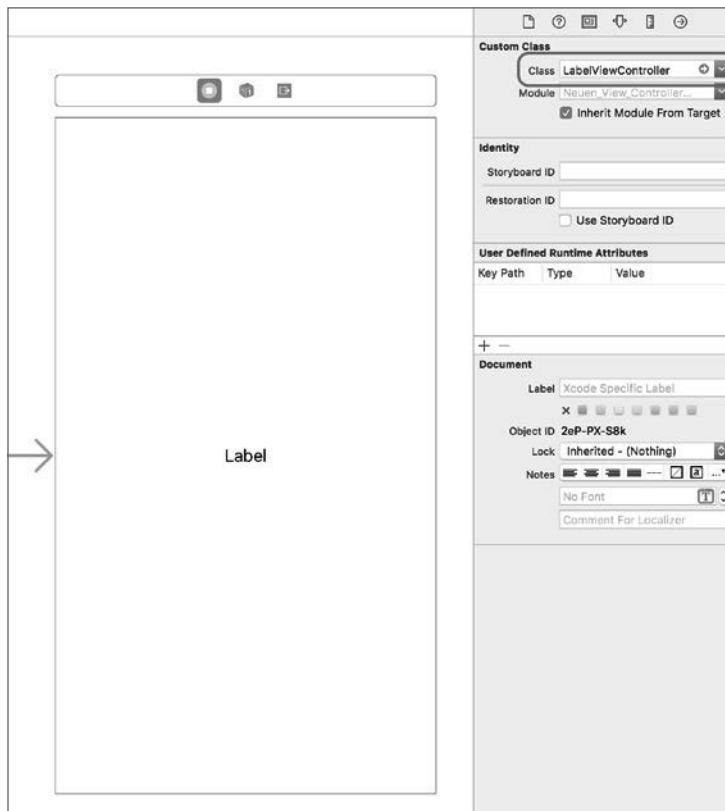 Custom Class
Class LabelViewController
Module Neuen_View_Controller...
Inherit Module From Target
Identity
Storyboard ID
Restoration ID
Use Storyboard ID
User Defined Runtime Attributes
Key Path Type Value
+ −
Document
Label Xcode Specific Label
X
Object ID 2eP-PX-S8k
Lock Inherited - (Nothing)
Notes
No Font T
Comment For Localizer
Label